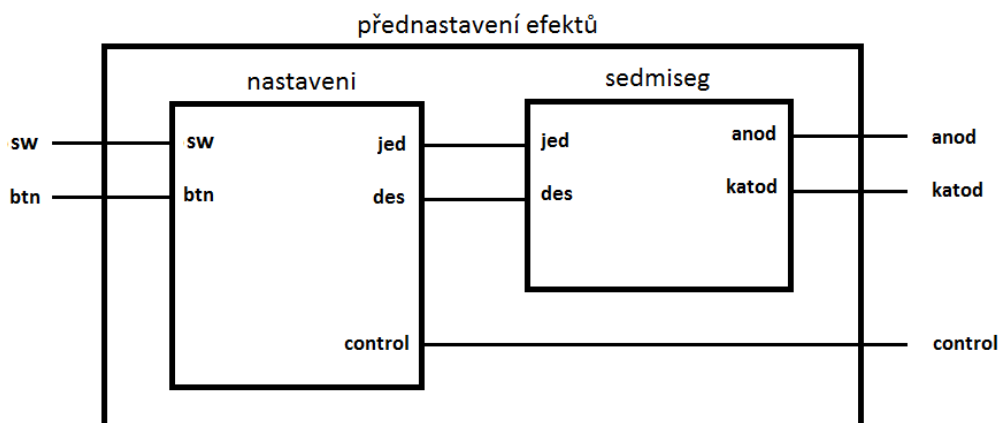 přednastavení efektů
nastaveni
sedmiseg
sw
sw
jed
jed
anod
anod
btn
btn
des
des
katod
katod
control
control